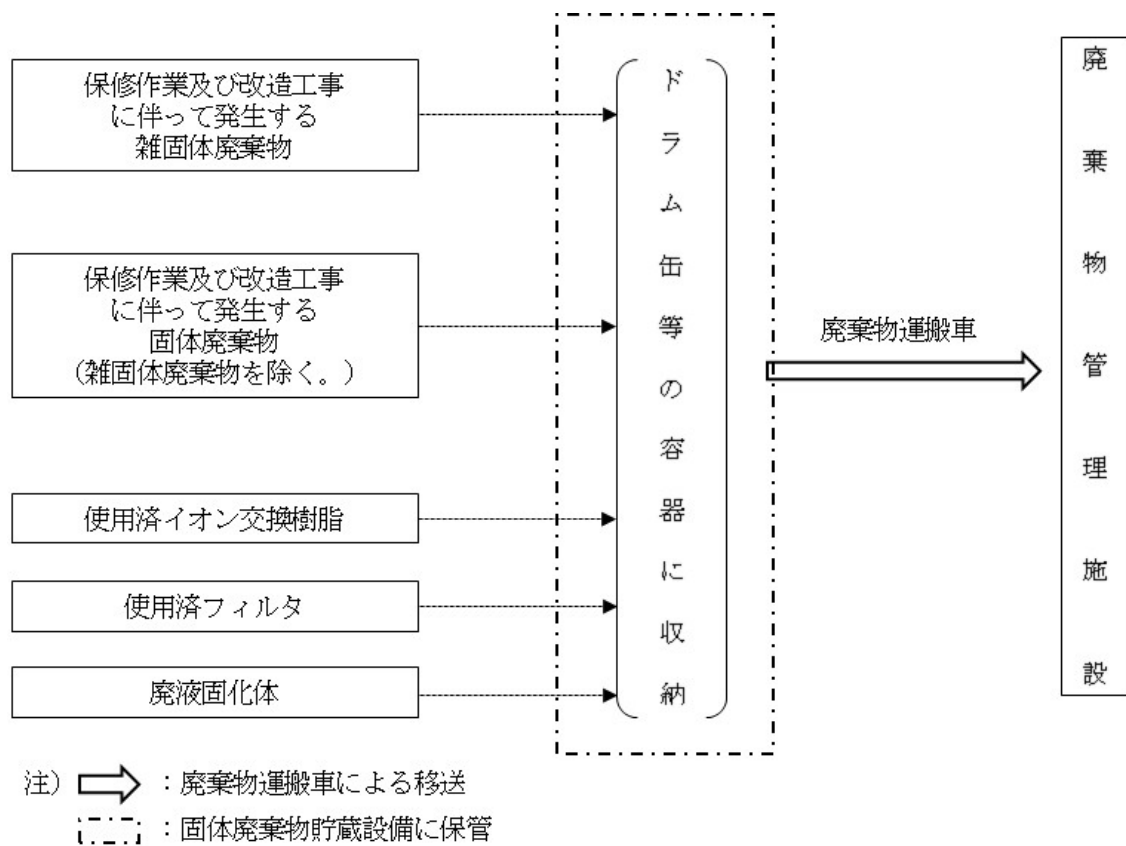 保修作業及び改造工事
に伴って発生する
雑固体廃棄物
保修作業及び改造工事
に伴って発生する
固体廃棄物
(雑固体廃棄物を除く。)
使用済イオン交換樹脂
使用済フィルタ
廃液固化体
ドラム缶等の容器に収納
廃棄物運搬車
廃棄物管理施設
注) :廃棄物運搬車による移送
:固体廃棄物貯蔵設備に保管